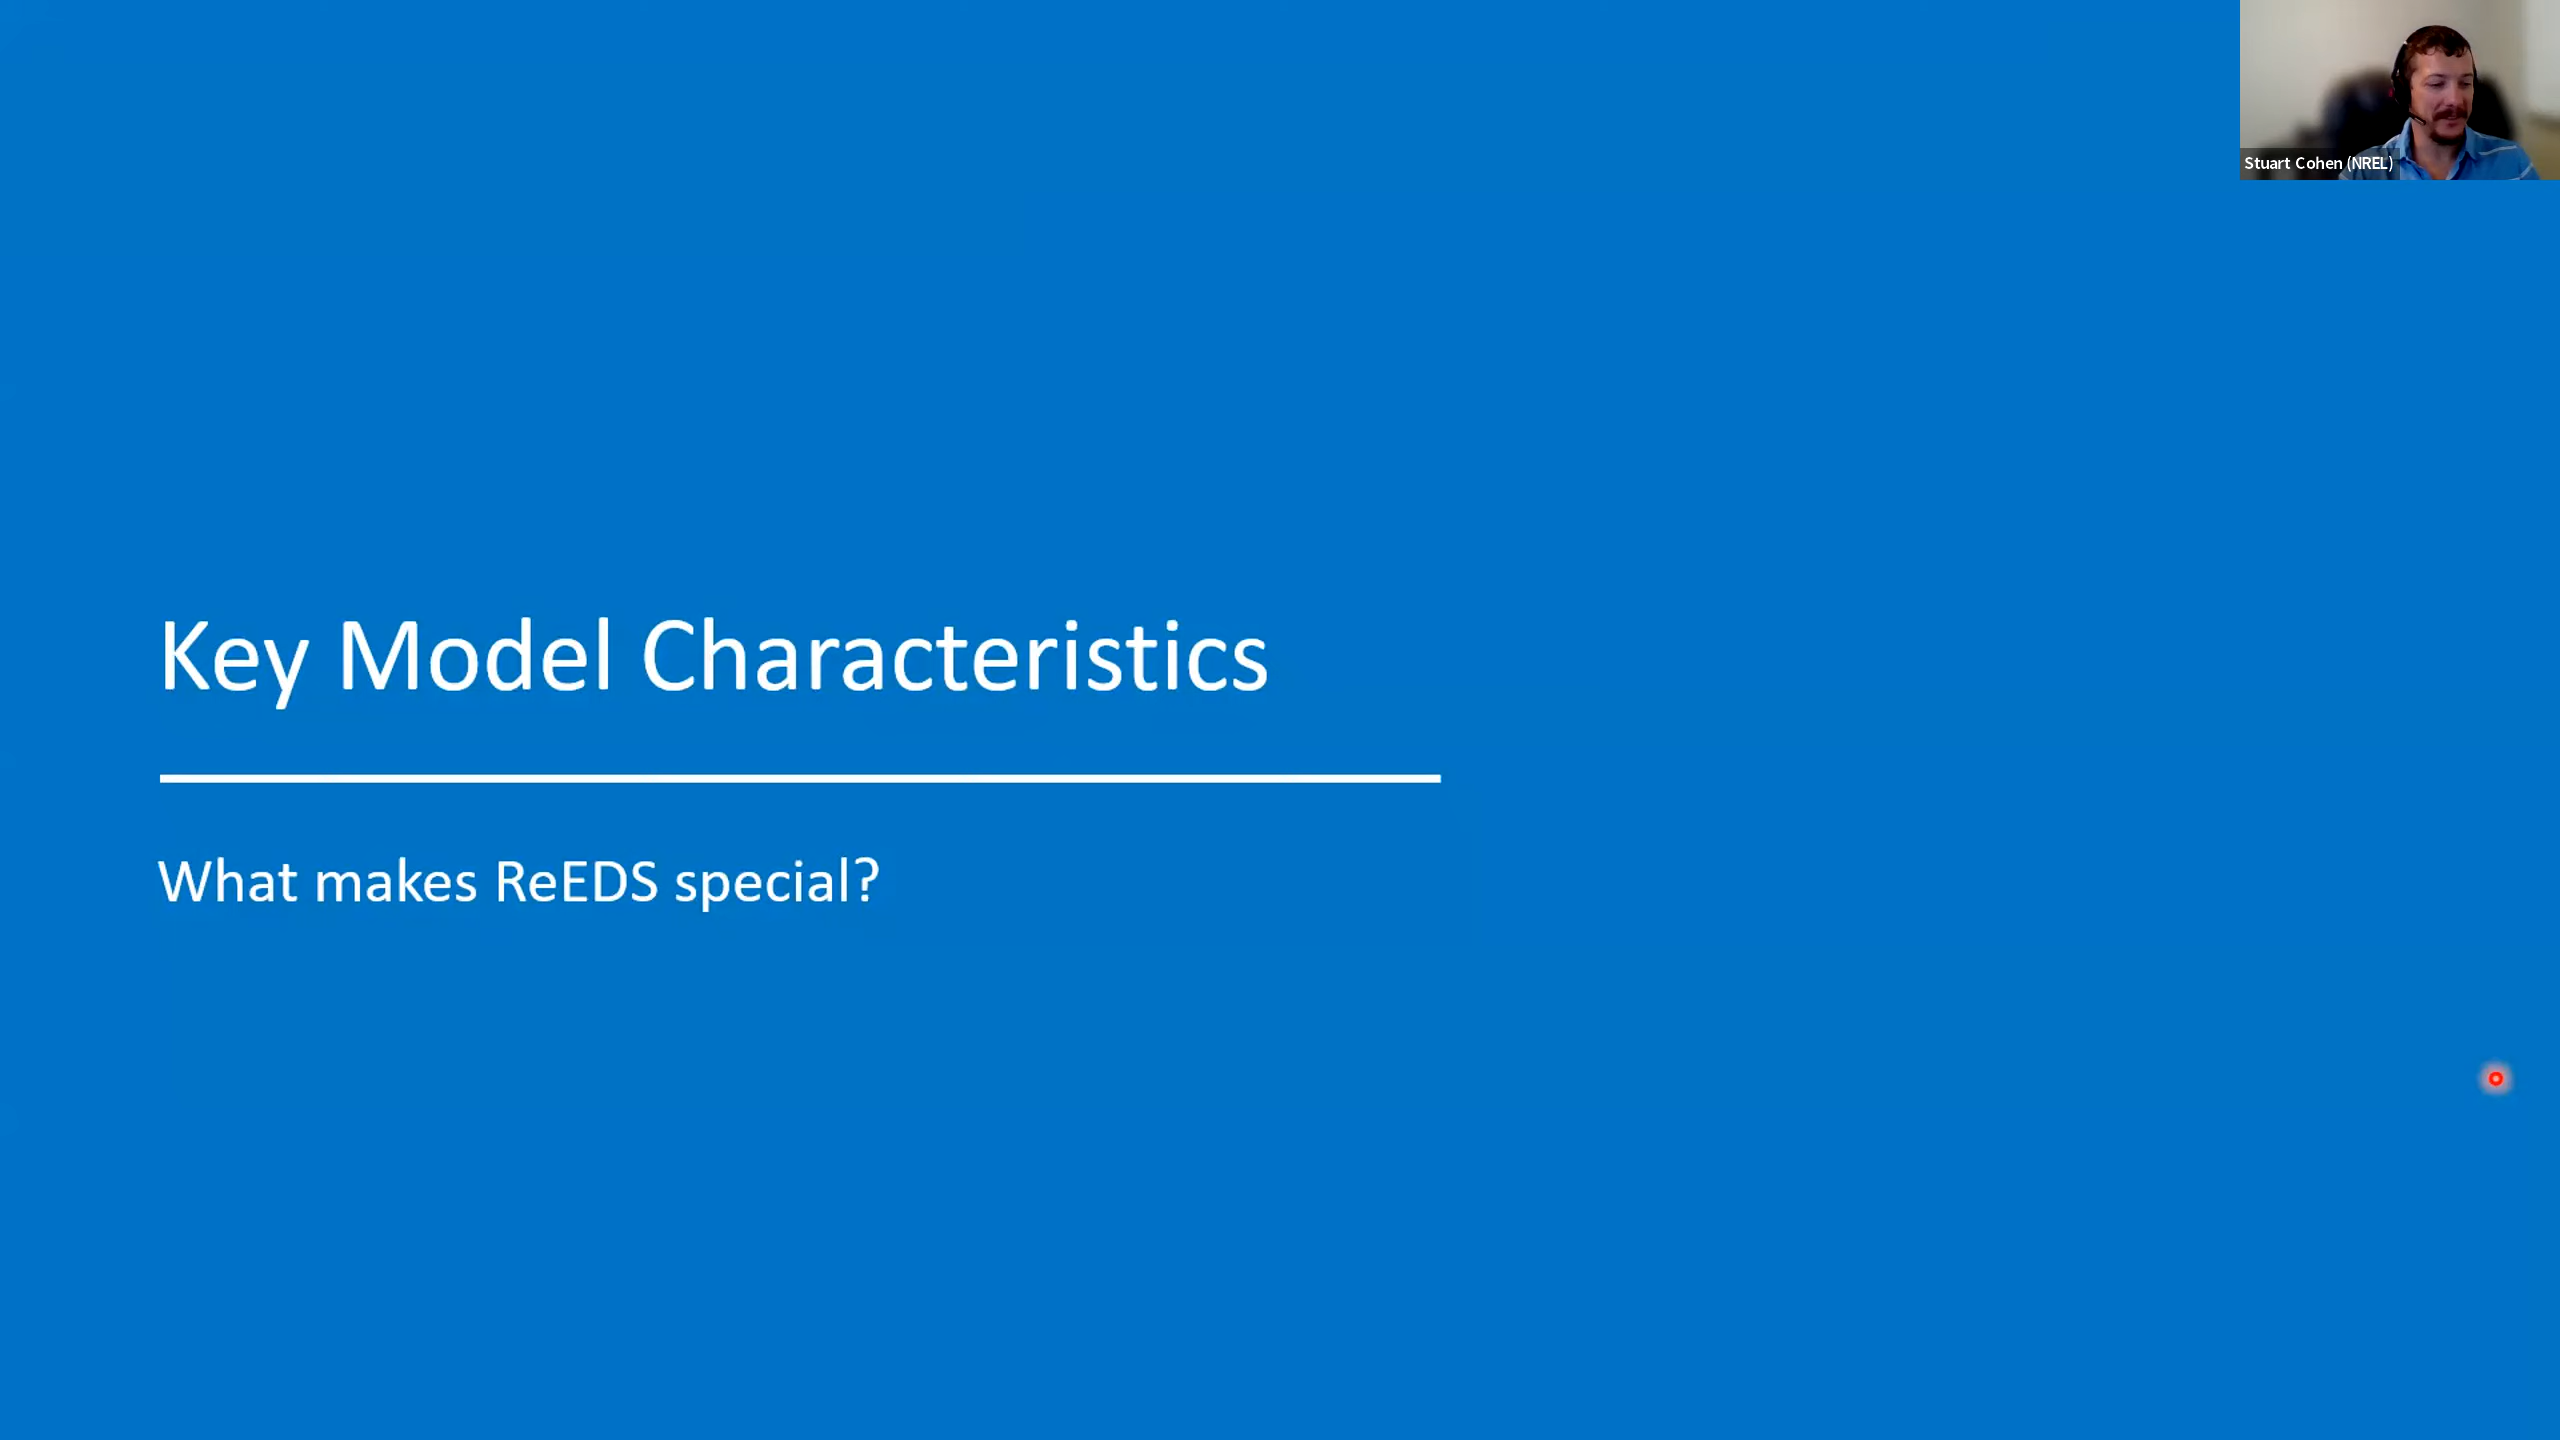 Stuart Cohen (NREL)
Key Model Characteristics
What makes ReEDS special?